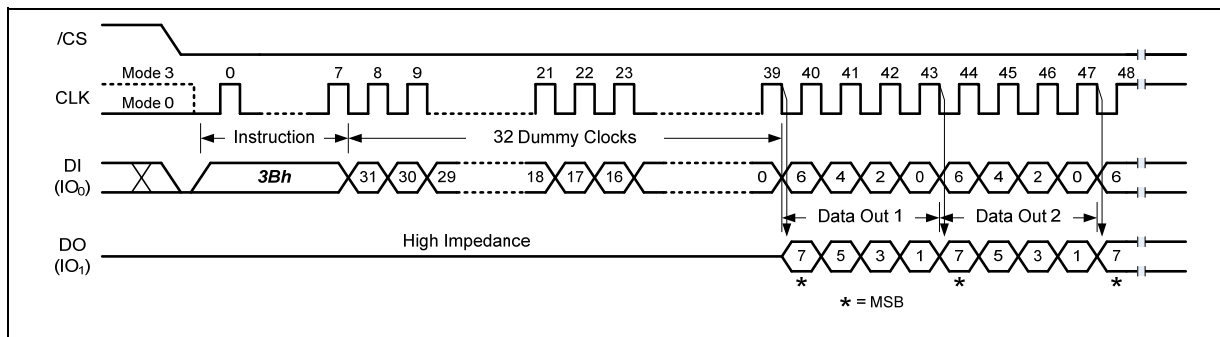 /CS
Mode 3 0 7 8 9 21 22 23 39 40 41 42 43 44 45 46 47 48
CLK Mode 0
Instruction 32 Dummy Clocks
DI (IO0) 3Bh 31 30 29 18 17 16 0 6 4 2 0 6 4 2 0 6
Data Out 1 Data Out 2
DO (IO1) High Impedance 7 5 3 1 7 5 3 1 7
* * *
* = MSB